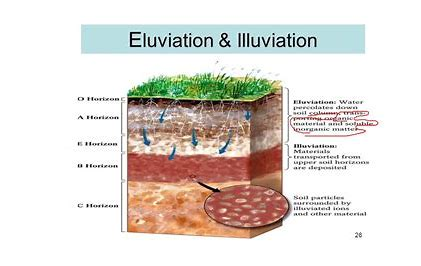 Eluviation & Illuviation
O Horizon
A Horizon
E Horizon
B Horizon
C Horizon
Eluviation: Water
percolates down
soil column, trans-
porting organic
material and soluble
inorganic matter
Illuviation:
Materials
transported from
upper soil horizons
are deposited
Soil particles
surrounded by
illuviated ions
and other material
26